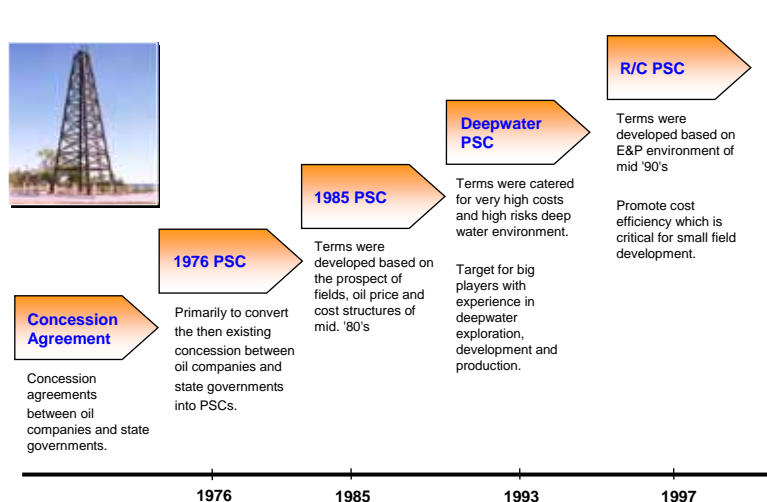 Concession
Agreement
Concession
agreements
between oil
companies and state
governments.
1976 PSC
Primarily to convert
the then existing
concession between
oil companies and
state governments
into PSCs.
1985 PSC
Terms were
developed based on
the prospect of
fields, oil price and
cost structures of
mid. '80's
Deepwater
PSC
Terms were catered
for very high costs
and high risks deep
water environment.
Target for big
players with
experience in
deepwater
exploration,
development and
production.
R/C PSC
Terms were
developed based on
E&P environment of
mid '90's
Promote cost
efficiency which is
critical for small field
development.
1976
1985
1993
1997